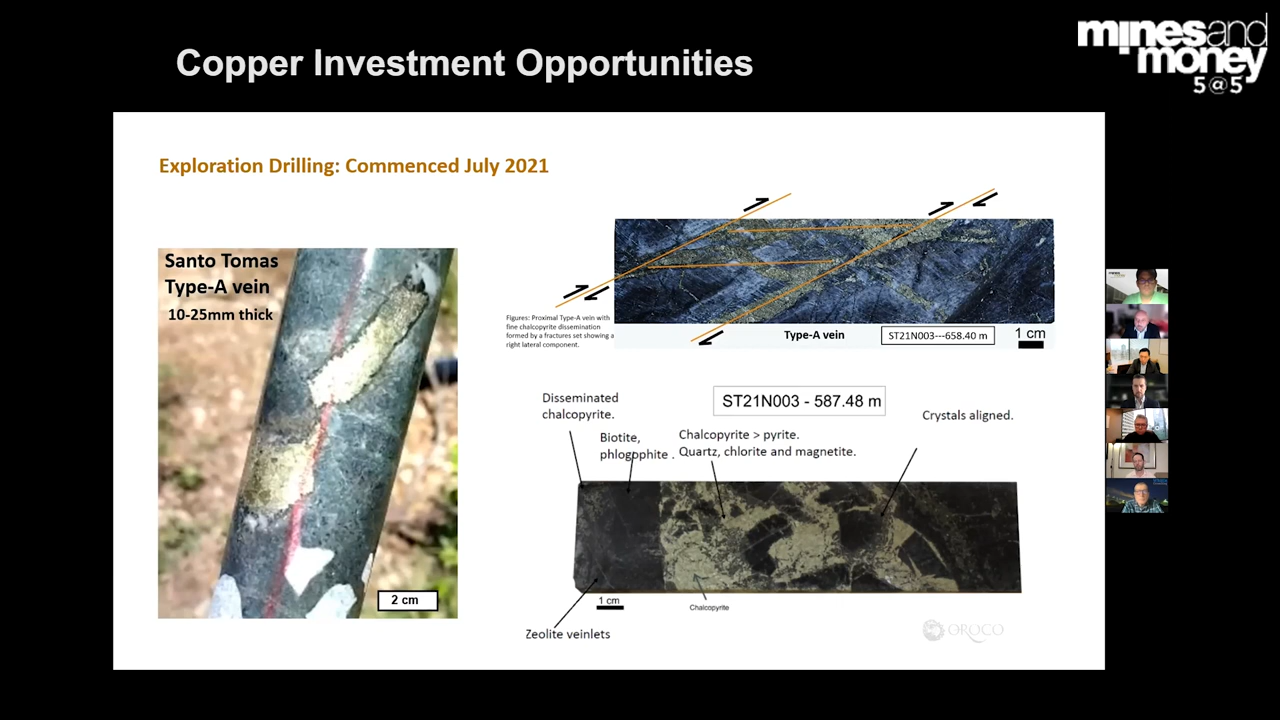 Copper Investment Opportunities
minesand
money
5@5
Exploration Drilling: Commenced July 2021
Santo Tomas
Type-A vein
10-25mm thick
2 cm
Figures: Proximal Type-A vein with
fine chalcopyrite dissemination
formed by a fractures set showing a
right lateral component.
Type-A vein
ST21N003---658.40 m
1 cm
ST21N003 - 587.48 m
Disseminated
chalcopyrite.
Biotite,
phlogophite .
Chalcopyrite > pyrite.
Quartz, chlorite and magnetite.
Crystals aligned.
1 cm
Chalcopyrite
Zeolite veinlets
OROCO